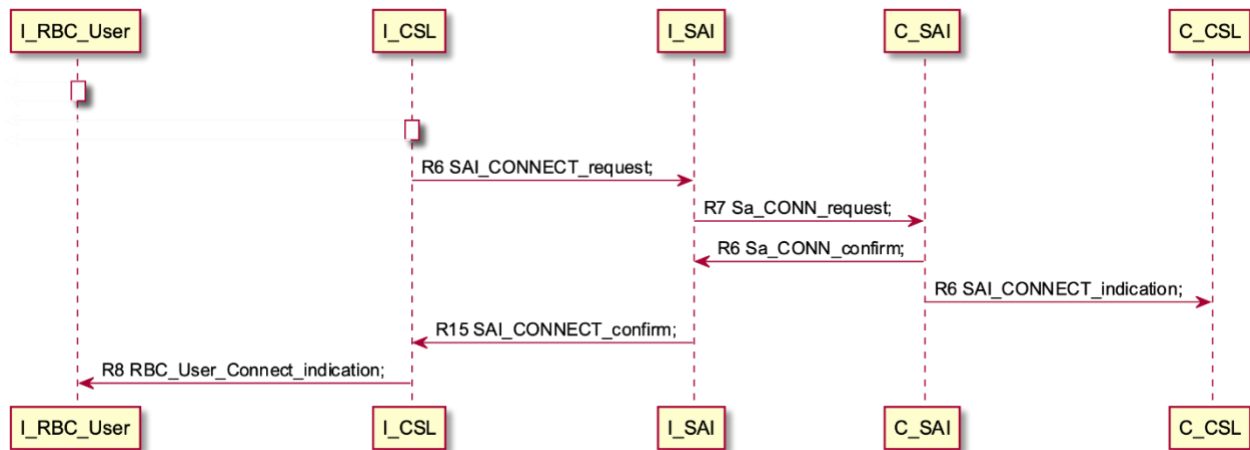 I_RBC_User I_CSL I_SAI C_SAI C_CSL
R6 SAI_CONNECT_request;
R7 Sa_CONN_request;
R6 Sa_CONN_confirm;
R6 SAI_CONNECT_indication;
R15 SAI_CONNECT_confirm;
R8 RBC_User_Connect_indication;
I_RBC_User I_CSL I_SAI C_SAI C_CSL